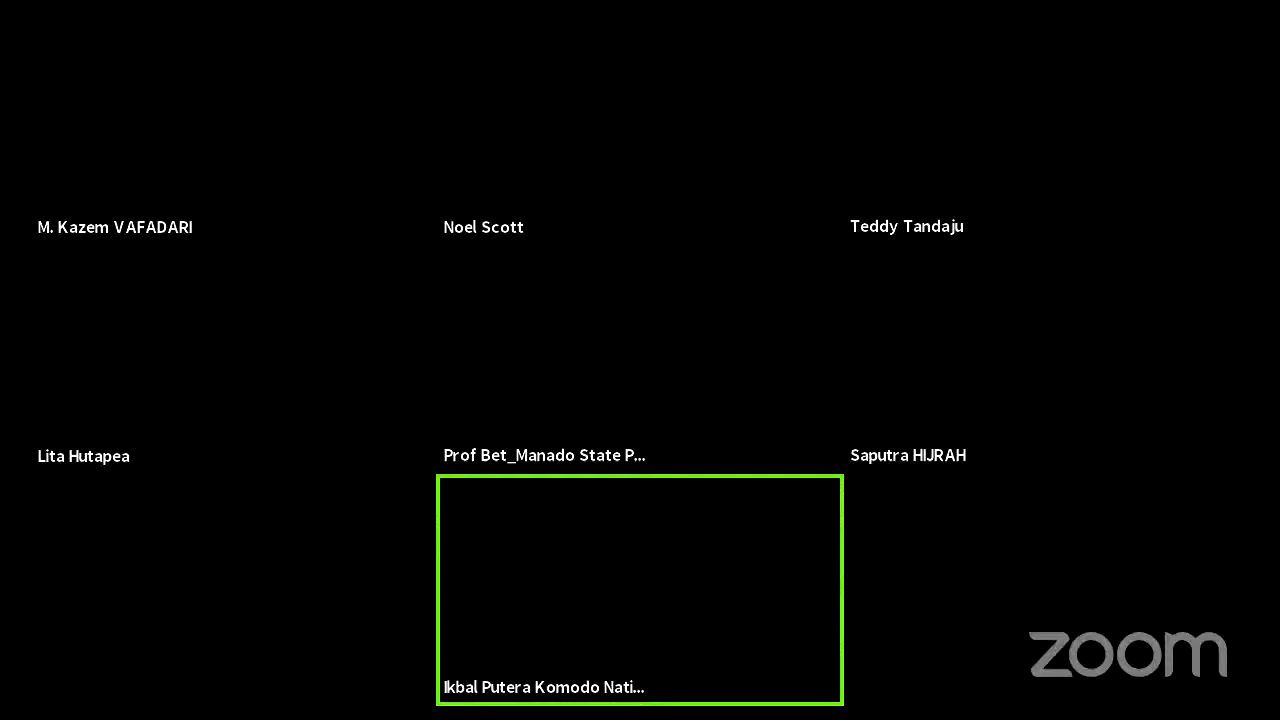 M. Kazem VAFADARI
Noel Scott
Teddy Tandaju
Lita Hutapea
Prof Bet_Manado State P...
Saputra HIJRAH
Ikbal Putera Komodo Nati...
zoom